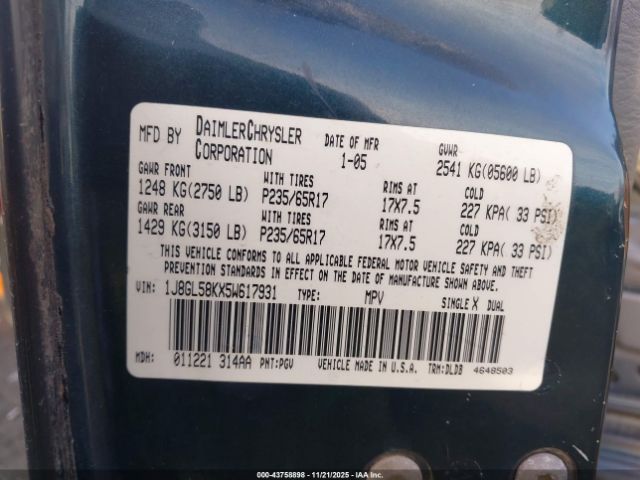 MFD BY DAIMLERCHRYSLER CORPORATION DATE OF MFR 1-05 GVWR 2541 KG(05600 LB)
GAWR FRONT WITH TIRES RIMS AT COLD
1248 KG(2750 LB) P235/65R17 17X7.5 227 KPA( 33 PSI)
GAWR REAR WITH TIRES RIMS AT COLD
1429 KG(3150 LB) P235/65R17 17X7.5 227 KPA( 33 PSI)
THIS VEHICLE CONFORMS TO ALL APPLICABLE FEDERAL MOTOR VEHICLE SAFETY AND THEFT
PREVENTION STANDARDS IN EFFECT ON THE DATE OF MANUFACTURE SHOWN ABOVE.
VIN: 1J8GL58KX5W617931 TYPE: MPV SINGLE X DUAL
MDH: 011221 314AA PNT:PGV VEHICLE MADE IN U.S.A. TRM:DLDB 4648503
000-43758898 - 11/21/2025 - IAAI.COM